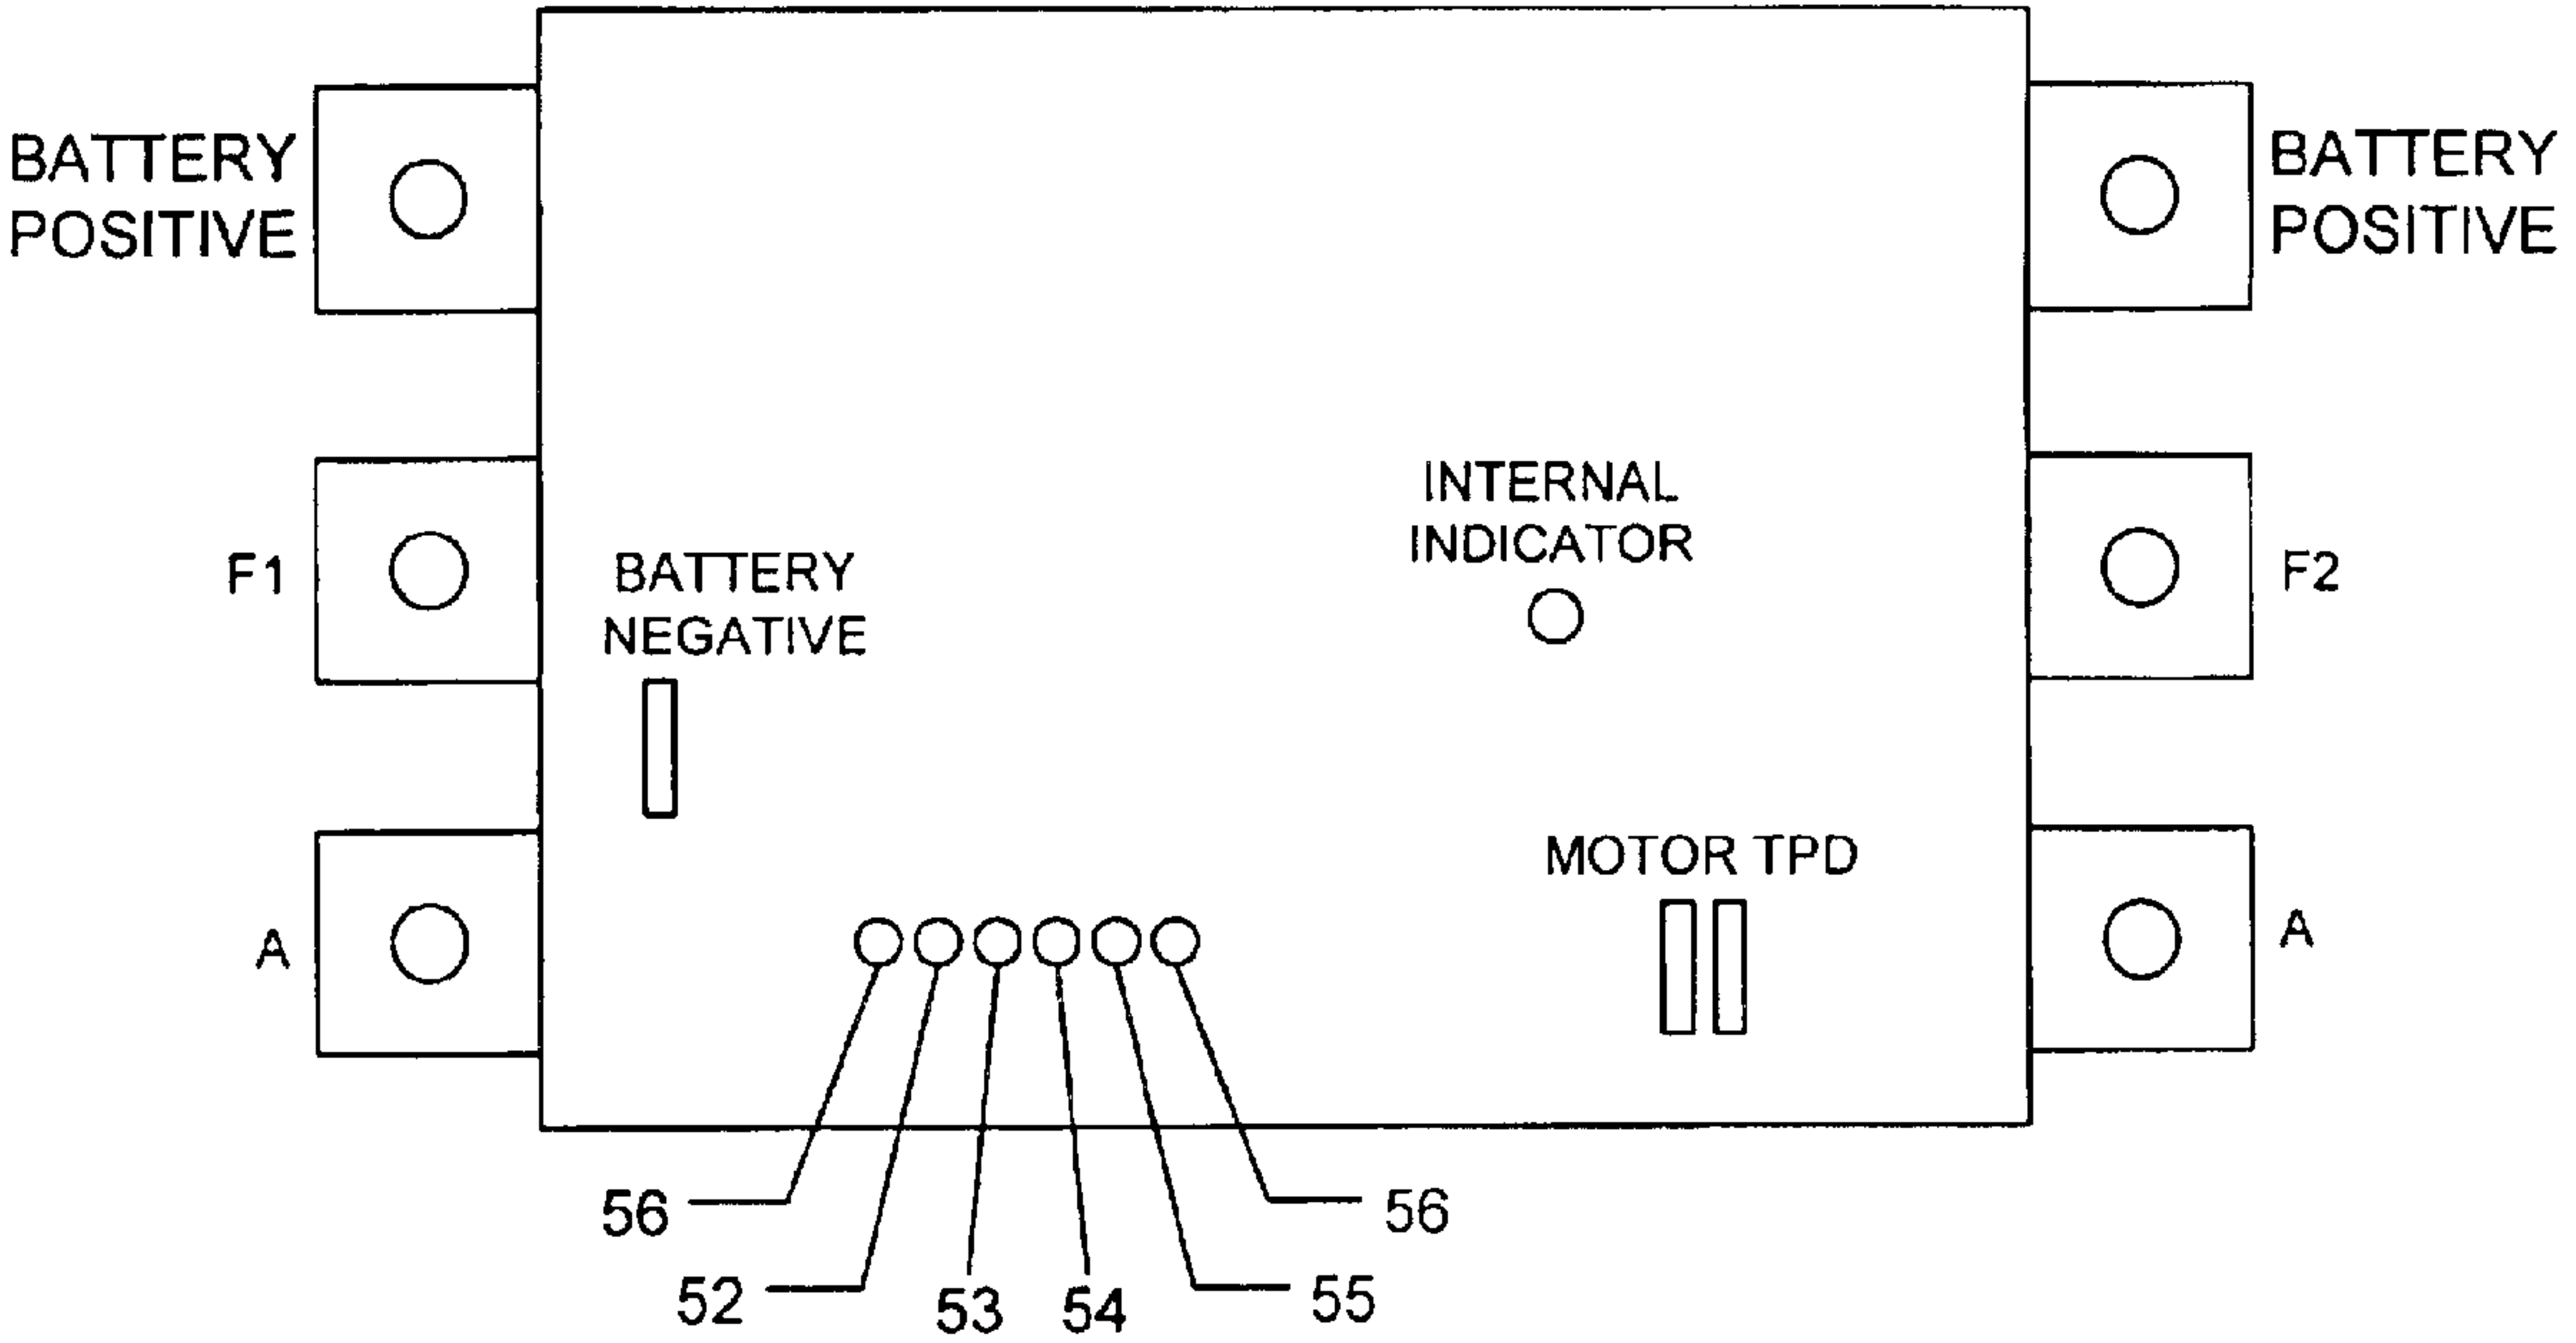 BATTERY
POSITIVE
BATTERY
POSITIVE
INTERNAL
INDICATOR
F1
BATTERY
NEGATIVE
F2
MOTOR TPD
A
A
56
56
52
53
54
55